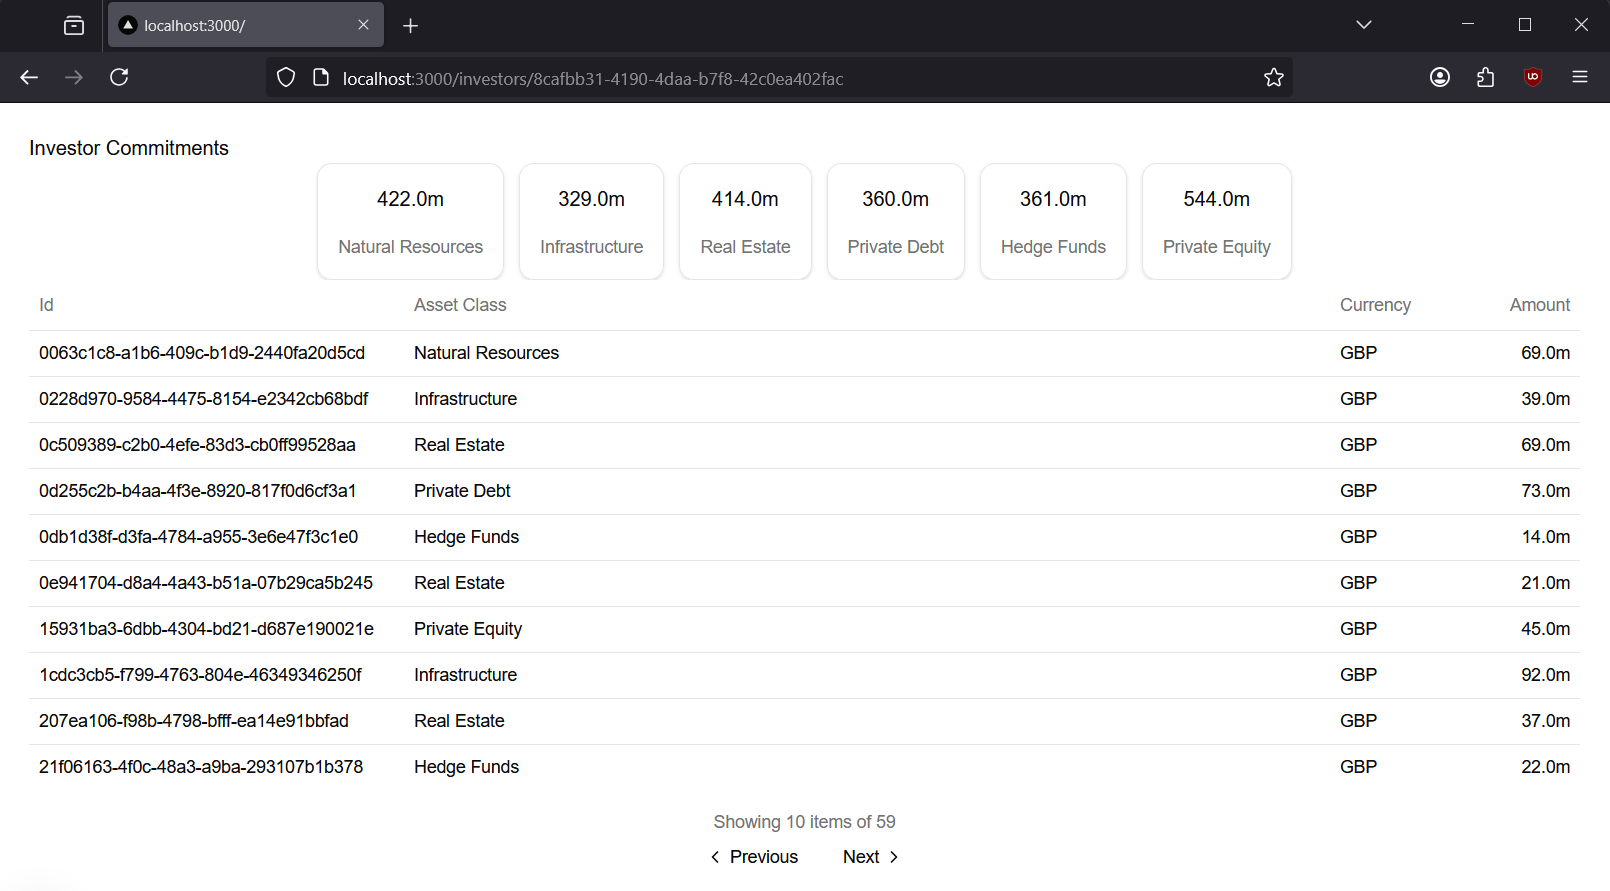 localhost:3000/
localhost:3000/investors/8cafbb31-4190-4daa-b7f8-42c0ea402fac
Investor Commitments
422.0m 329.0m 414.0m 360.0m 361.0m 544.0m
Natural Resources Infrastructure Real Estate Private Debt Hedge Funds Private Equity
Id Asset Class Currency Amount
0063c1c8-a1b6-409c-b1d9-2440fa20d5cd Natural Resources GBP 69.0m
0228d970-9584-4475-8154-e2342cb68bdf Infrastructure GBP 39.0m
0c509389-c2b0-4efe-83d3-cb0ff99528aa Real Estate GBP 69.0m
0d255c2b-b4aa-4f3e-8920-817f0d6cf3a1 Private Debt GBP 73.0m
0db1d38f-d3fa-4784-a955-3e6e47f3c1e0 Hedge Funds GBP 14.0m
0e941704-d8a4-4a43-b51a-07b29ca5b245 Real Estate GBP 21.0m
15931ba3-6dbb-4304-bd21-d687e190021e Private Equity GBP 45.0m
1cdc3cb5-f799-4763-804e-46349346250f Infrastructure GBP 92.0m
207ea106-f98b-4798-bfff-ea14e91bbfad Real Estate GBP 37.0m
21f06163-4f0c-48a3-a9ba-293107b1b378 Hedge Funds GBP 22.0m
Showing 10 items of 59
Previous Next